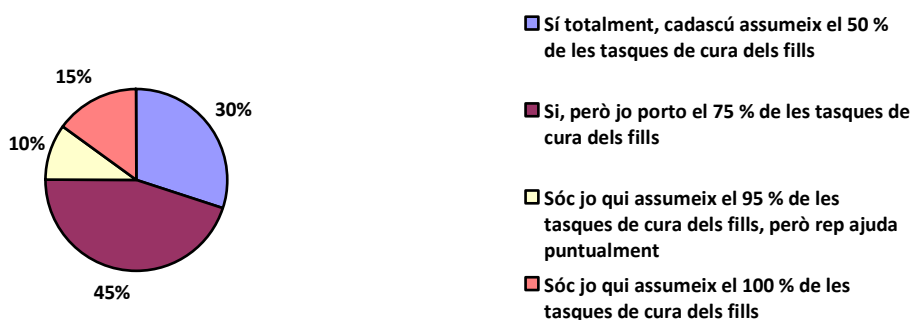 15%
30%
10%
45%
Sí totalment, cadascú assumeix el 50 %
de les tasques de cura dels fills
Si, però jo porto el 75 % de les tasques de
cura dels fills
Sóc jo qui assumeix el 95 % de les
tasques de cura dels fills, però rep ajuda
puntualment
Sóc jo qui assumeix el 100 % de les
tasques de cura dels fills